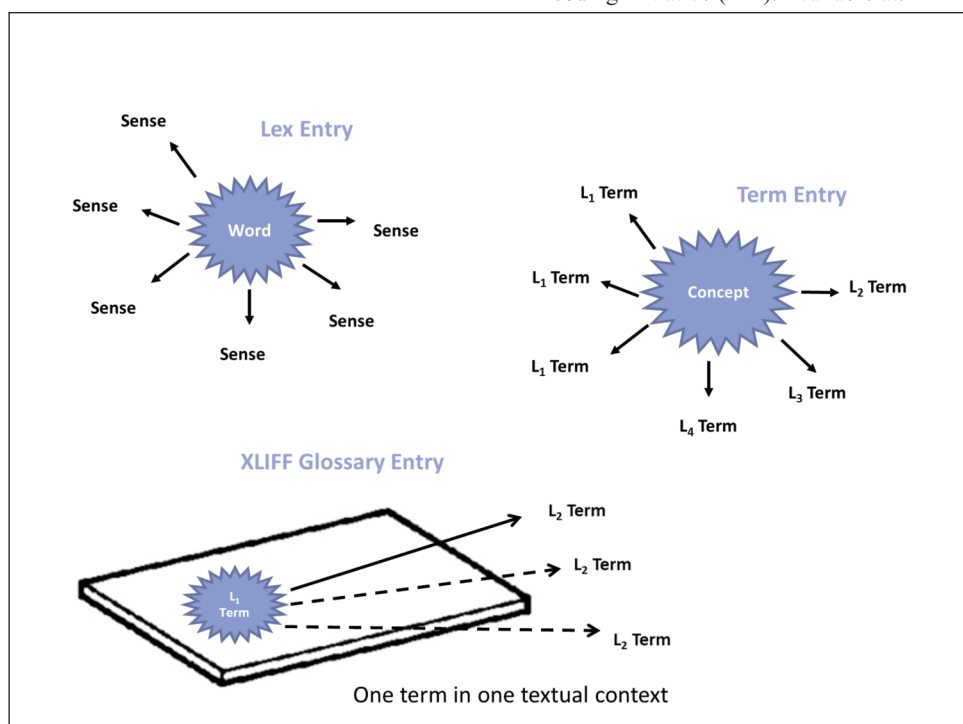 Lex Entry
Sense
Sense
Sense
Sense
Sense
Sense
Word
Term Entry
L₁ Term
L₁ Term
L₁ Term
L₂ Term
L₃ Term
L₄ Term
Concept
XLIFF Glossary Entry
L₁
Term
L₂ Term
L₂ Term
L₂ Term
One term in one textual context